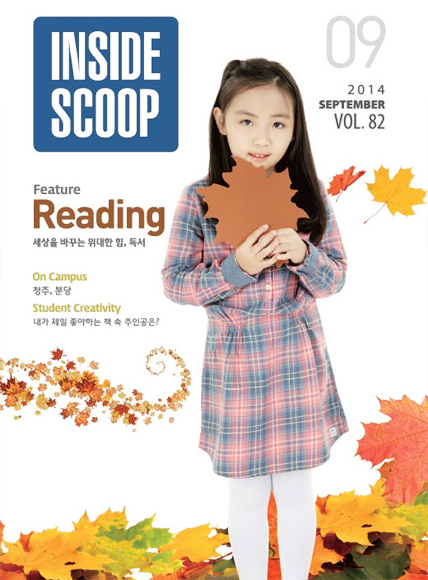 INSIDE
SCOOP
09
2014
SEPTEMBER
VOL. 82
Feature
Reading
세상을 바꾸는 위대한 힘, 독서
On Campus
청주, 분당
Student Creativity
내가 제일 좋아하는 책 속 주인공은?